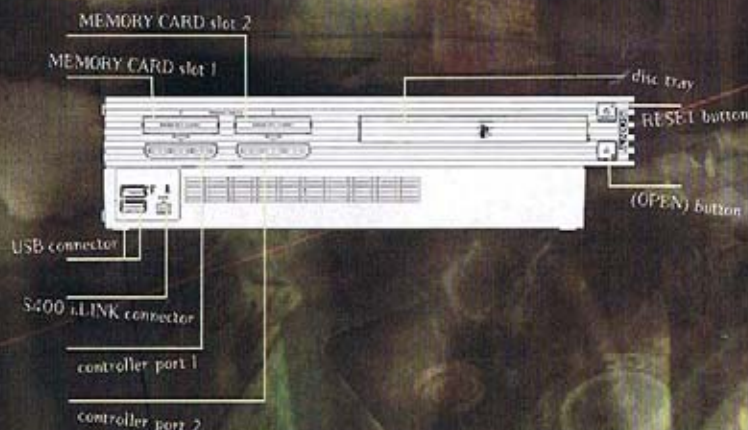 MEMORY CARD slot 2
MEMORY CARD slot 1
disc tray
RESET button
(OPEN) button
USB connector
S400 i.LINK connector
controller port 1
controller port 2